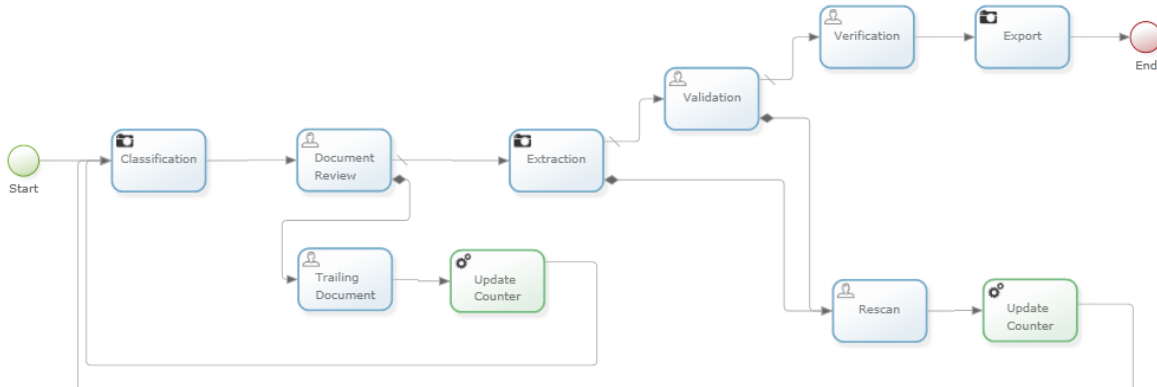 Verification
Export
End
Validation
Start
Classification
Document
Review
Extraction
Trailing
Document
Update
Counter
Rescan
Update
Counter